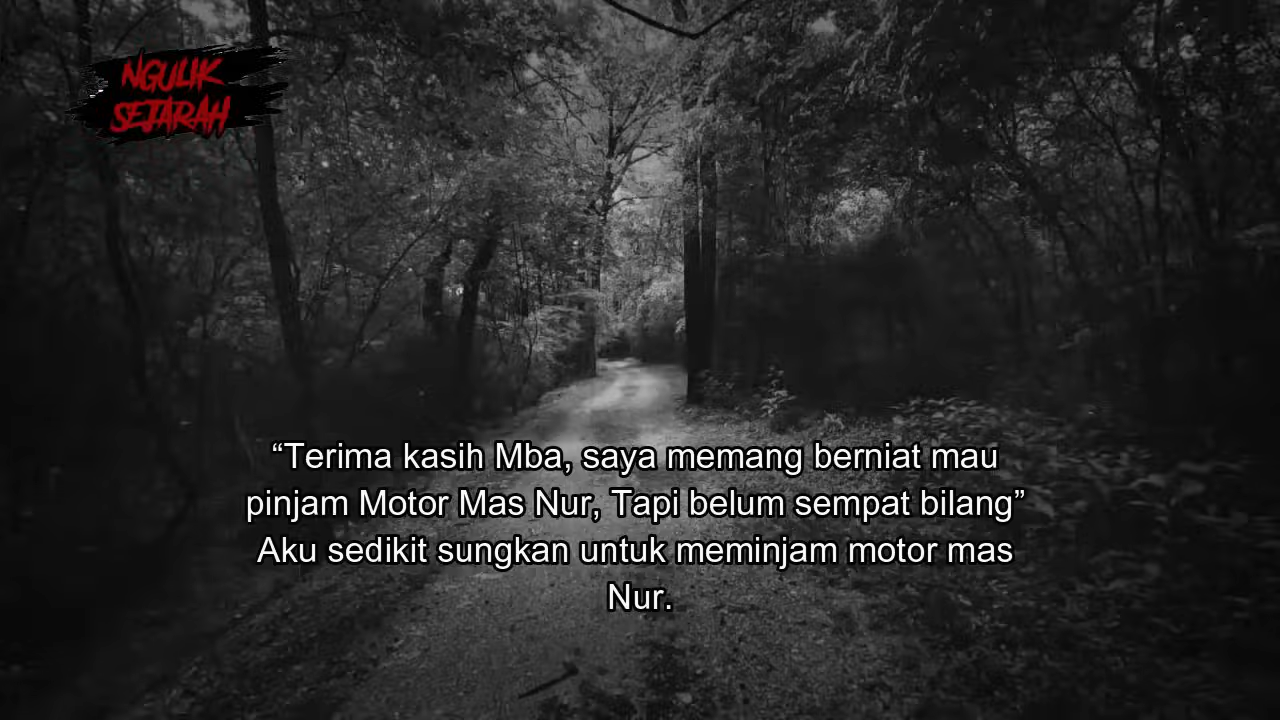 NGULIK
SEJARAH
“Terima kasih Mba, saya memang berniat mau
pinjam Motor Mas Nur, Tapi belum sempat bilang”
Aku sedikit sungkan untuk meminjam motor mas
Nur.